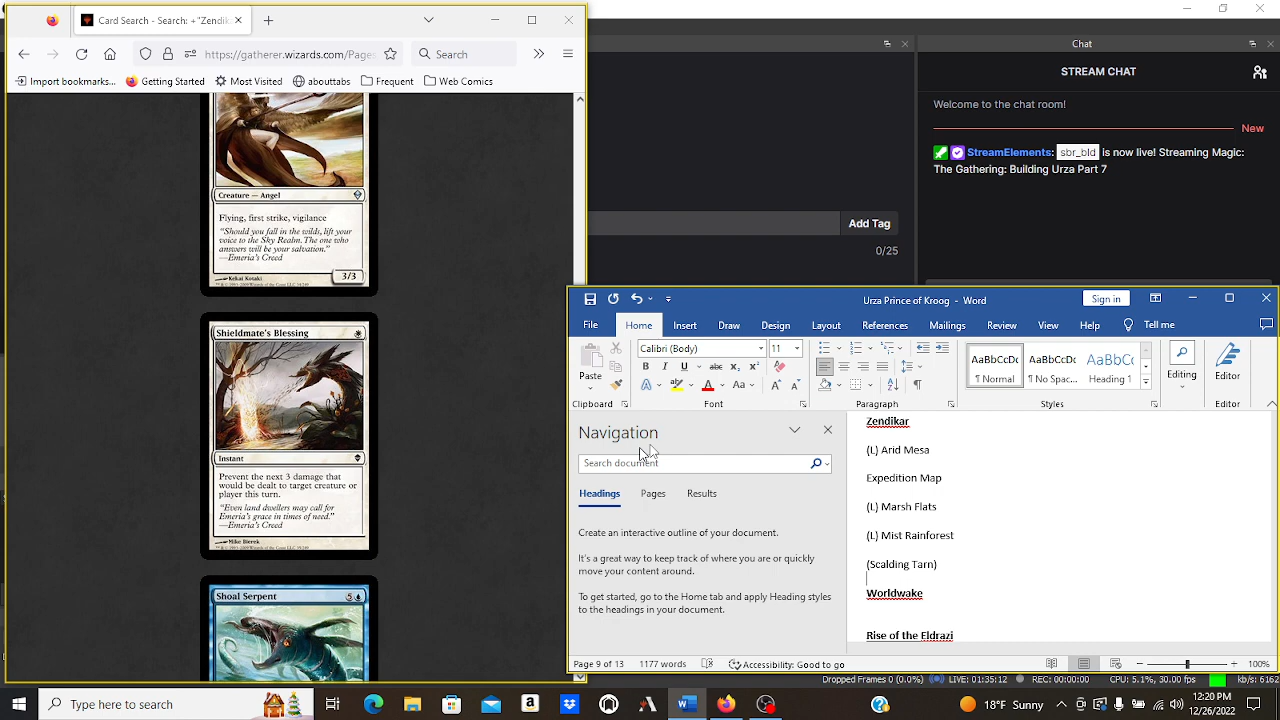 Card Search - Search: +"Zendik
https://gatherer.wizards.com/Pages
Search
Import bookmarks...
Getting Started
Most Visited
abouttabs
Frequent
Web Comics
Creature — Angel
Flying, first strike, vigilance
"Should you fall in the wilds, lift your
voice to the Sky Realm. The one who
answers will be your salvation."
—Emeria's Creed
Kekai Kotaki
3/3
Shieldmate's Blessing
Instant
Prevent the next 3 damage that
would be dealt to target creature or
player this turn.
"Even land dwellers may call for
Emeria's grace in times of need."
—Emeria's Creed
Mike Bierek
Shoal Serpent
5
Add Tag
0/25
Chat
STREAM CHAT
Welcome to the chat room!
New
StreamElements: sbr_bld is now live! Streaming Magic:
The Gathering: Building Urza Part 7
Urza Prince of Kroog - Word
Sign in
File
Home
Insert
Draw
Design
Layout
References
Mailings
Review
View
Help
Tell me
Paste
Clipboard
Calibri (Body)
11
Font
Paragraph
AaBbCcDc
¶ Normal
AaBbCcDc
¶ No Spac...
AaBbCc
Heading 1
Styles
Editing
Editor
Editor
Navigation
Search document
Headings
Pages
Results
Create an interactive outline of your document.
It's a great way to keep track of where you are or quickly
move your content around.
To get started, go to the Home tab and apply Heading styles
to the headings in your document.
Zendikar
(L) Arid Mesa
Expedition Map
(L) Marsh Flats
(L) Mist Rainforest
(Scalding Tarn)
Worldwake
Rise of the Eldrazi
Page 9 of 13
1177 words
Accessibility: Good to go
100%
Dropped Frames 0 (0.0%)
LIVE: 01:35:12
REC: 00:00:00
CPU: 5.1%, 30.00 fps
kb/s: 6162
Type here to search
18°F Sunny
12:20 PM
12/26/2022